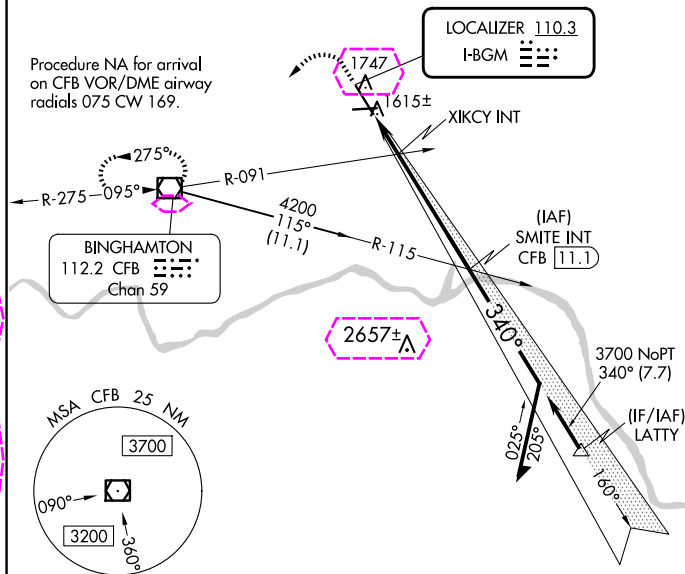 Procedure NA for arrival
on CFB VOR/DME airway
radials 075 CW 169.
LOCALIZER 110.3
I-BGM
1747
1615±
XIKCY INT
275°
R-275
095°
R-091
4200
115°
(11.1)
R-115
BINGHAMTON
112.2 CFB
Chan 59
(IAF)
SMITE INT
CFB 11.1
340°
2657±
3700 NoPT
340° (7.7)
(IF/IAF)
LATTY
025°
205°
160°
MSA CFB 25 NM
3700
090°
3200
360°